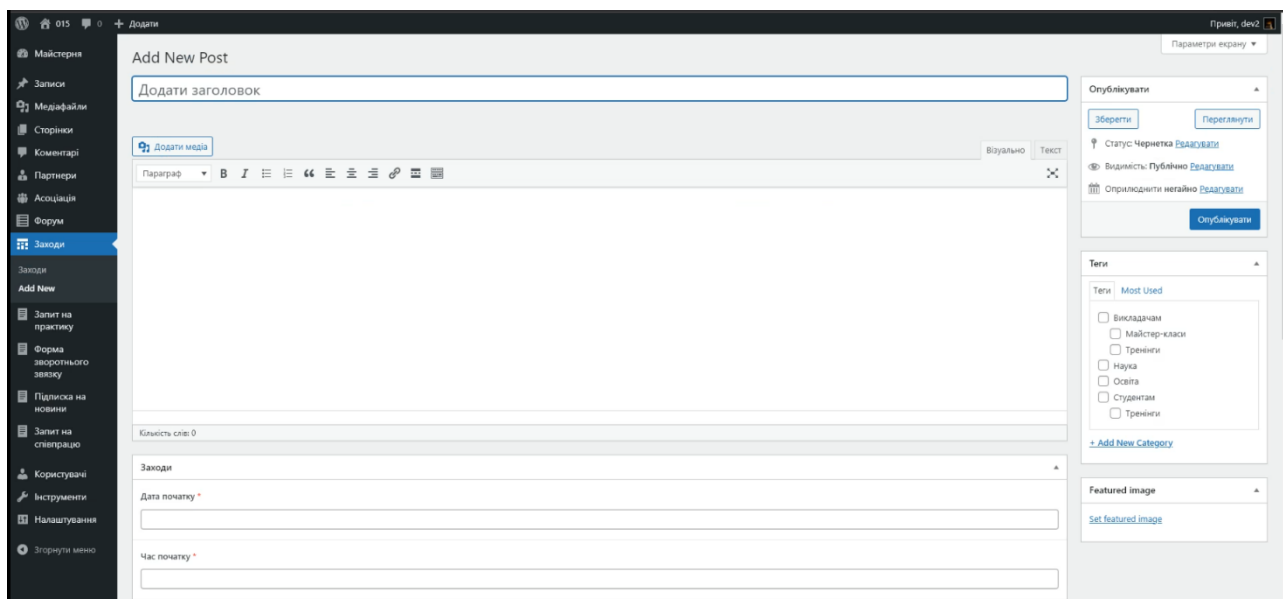 015 0 + Додати
Привіт, dev2
Параметри екрану ▼
Майстерня
Записи
Медіафайли
Сторінки
Коментарі
Партнери
Асоціація
Форум
Заходи
Заходи
Add New
Запит на
практику
Форма
зворотнього
звязку
Підписка на
новини
Запит на
співпрацю
Користувачі
Інструменти
Налаштування
Згорнути меню
Add New Post
Додати заголовок
Додати медіа
Візуально Текст
Параграф
Кількість слів: 0
Заходи
Дата початку *
Час початку *
Опублікувати
Зберегти Переглянути
Статус: Чернетка Редагувати
Видимість: Публічно Редагувати
Оприлюднити негайно Редагувати
Опублікувати
Теги
Теги Most Used
Викладачам
Майстер-класи
Тренінги
Наука
Освіта
Студентам
Тренінги
+ Add New Category
Featured image
Set featured image